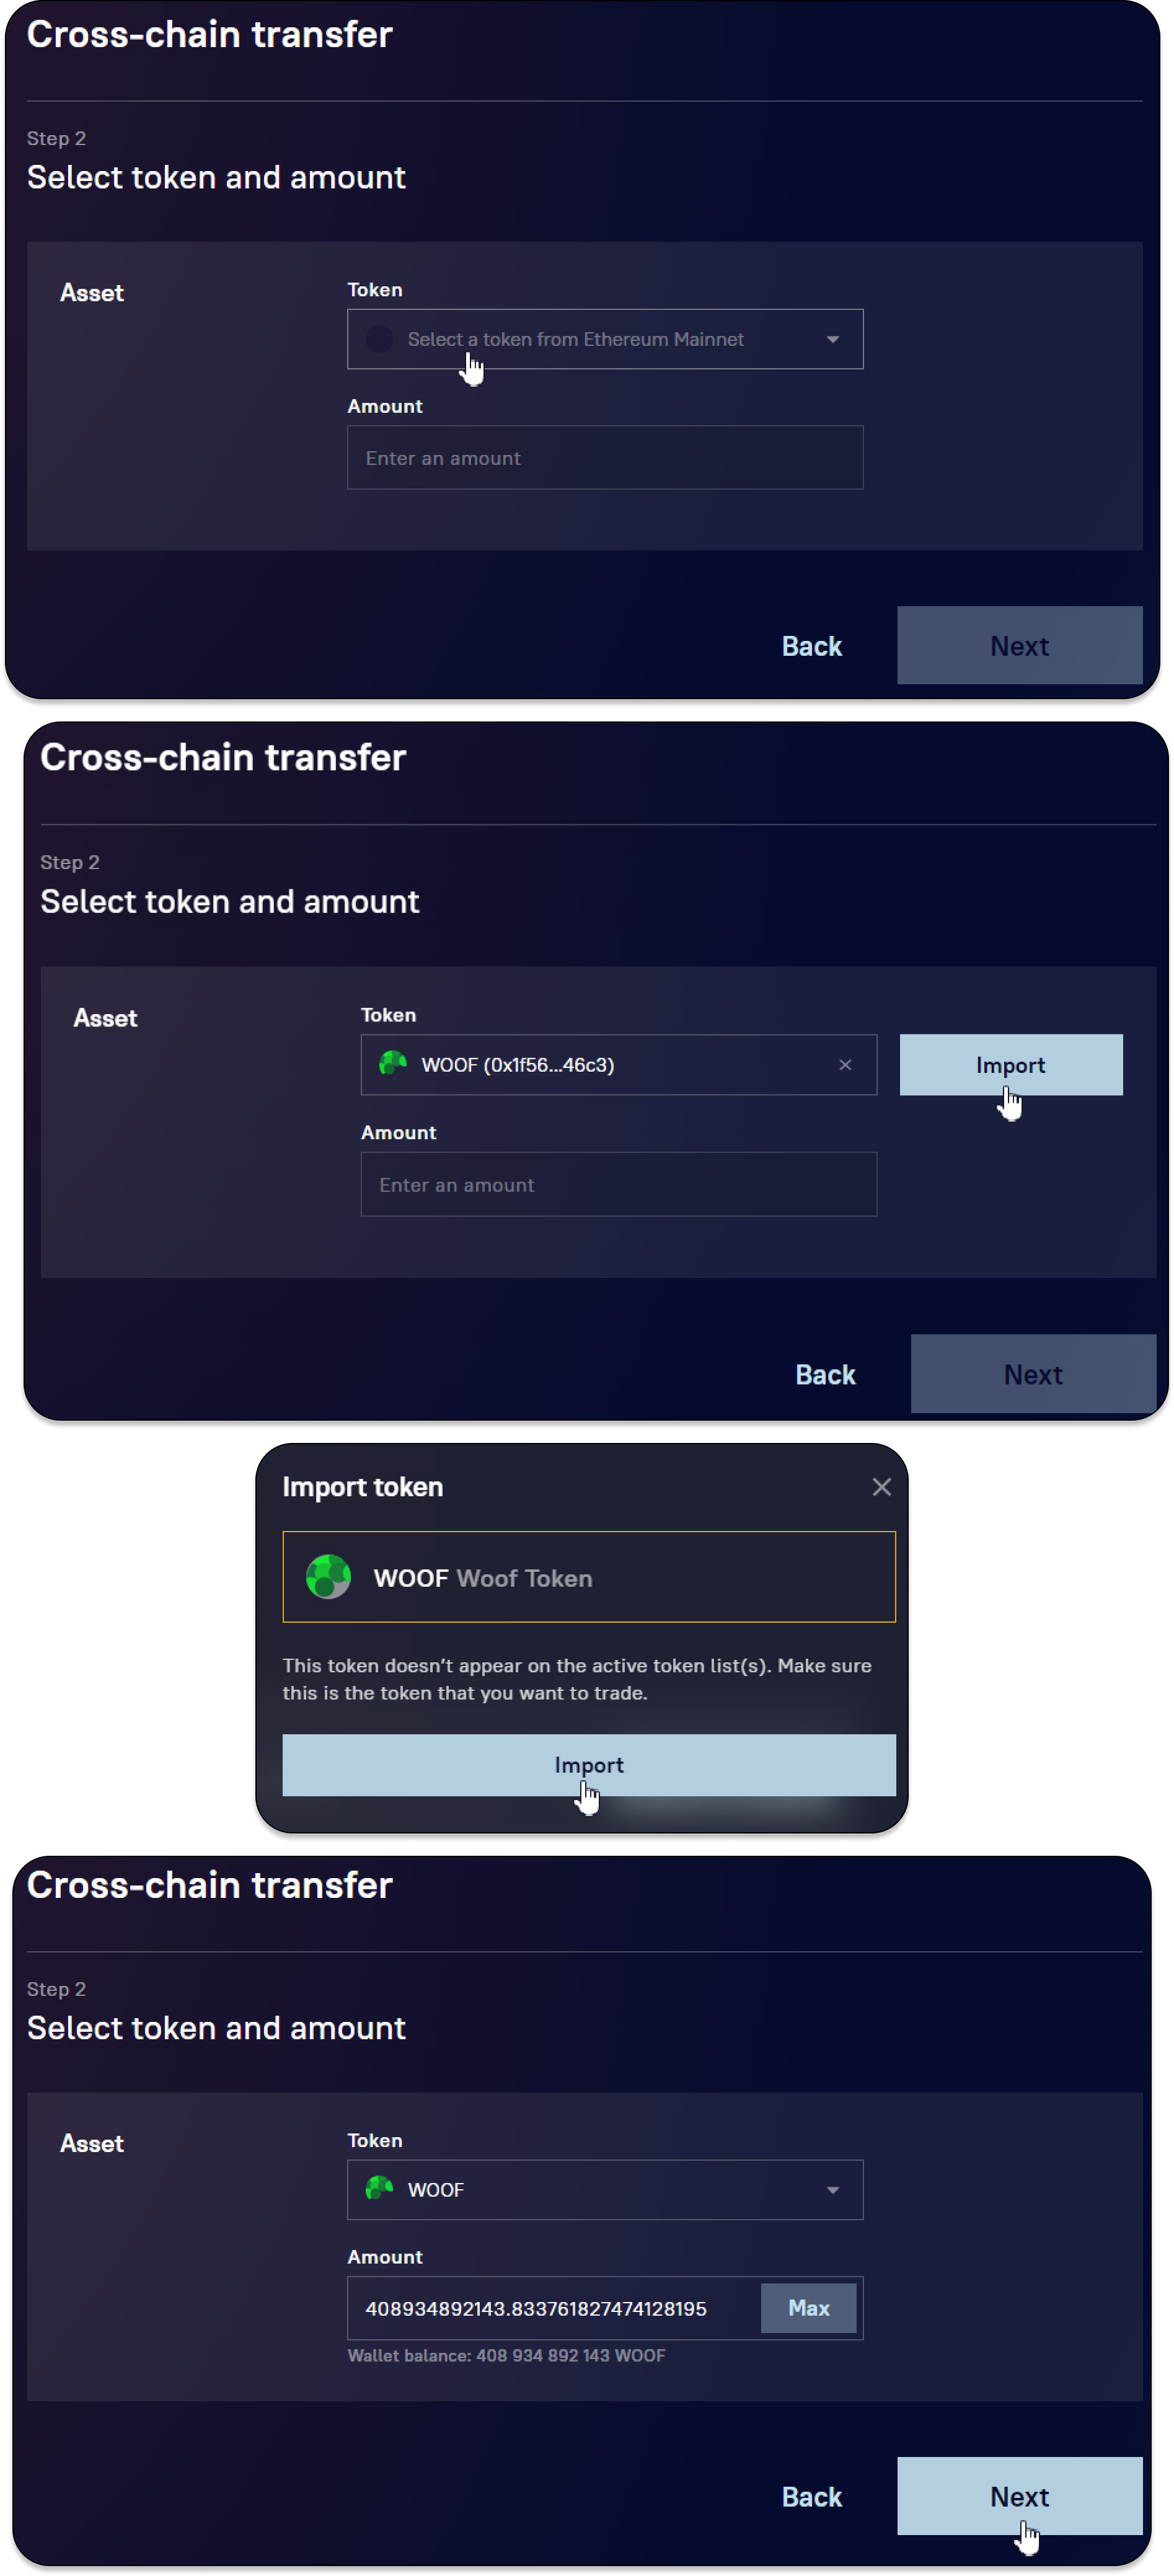 Cross-chain transfer
Step 2
Select token and amount
Asset
Token
Select a token from Ethereum Mainnet
Amount
Enter an amount
Back
Next
Cross-chain transfer
Step 2
Select token and amount
Asset
Token
WOOF (0x1f56...46c3)
Import
Amount
Enter an amount
Back
Next
Import token
WOOF Woof Token
This token doesn't appear on the active token list(s). Make sure
this is the token that you want to trade.
Import
Cross-chain transfer
Step 2
Select token and amount
Asset
Token
WOOF
Amount
408934892143.833761827474128195
Max
Wallet balance: 408 934 892 143 WOOF
Back
Next